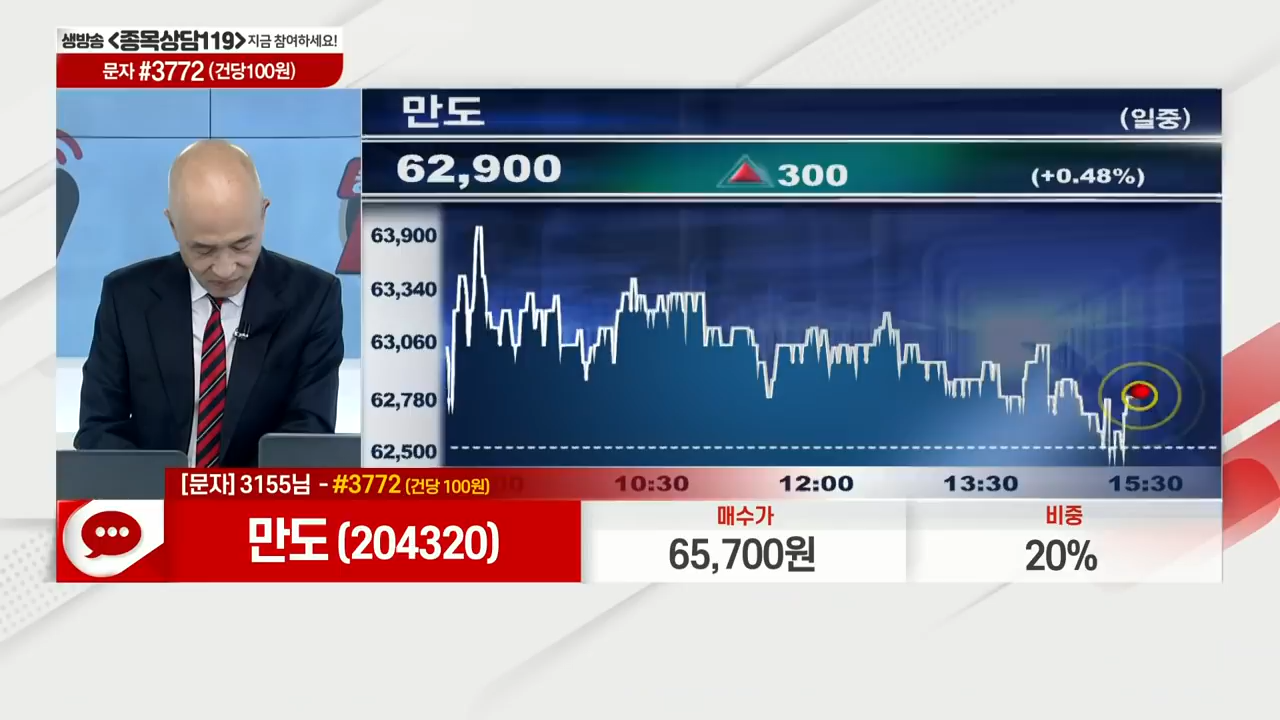 생방송 <종목상담119> 지금 참여하세요!
문자 #3772 (건당100원)
만도
(일중)
62,900
300
(+0.48%)
63,900
63,340
63,060
62,780
62,500
10:30
12:00
13:30
15:30
[문자] 3155님 - #3772 (건당 100원)
만도 (204320)
매수가
65,700원
비중
20%